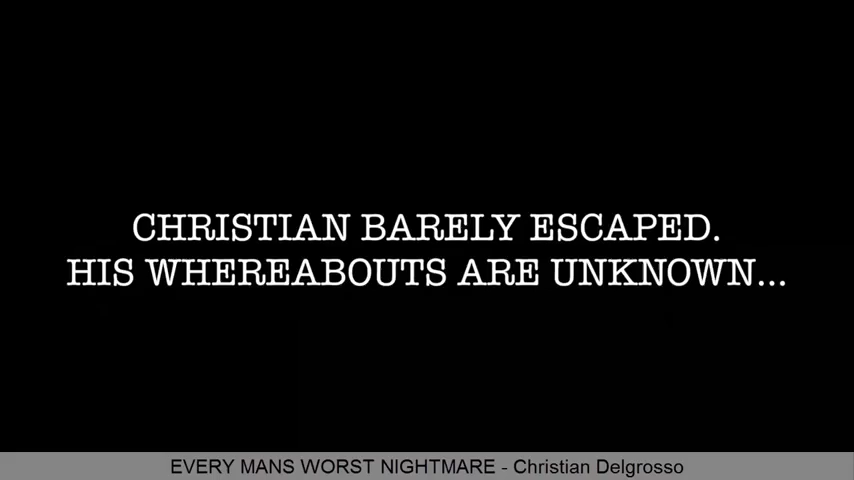 CHRISTIAN BARELY ESCAPED.
HIS WHEREABOUTS ARE UNKNOWN...
EVERY MANS WORST NIGHTMARE - Christian Delgrosso